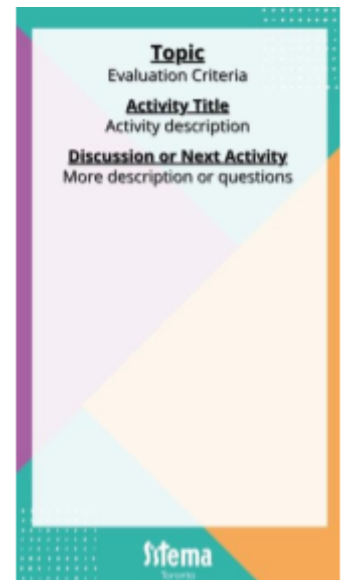 Topic
Evaluation Criteria
Activity Title
Activity description
Discussion or Next Activity
More description or questions
Sistema
Toronto